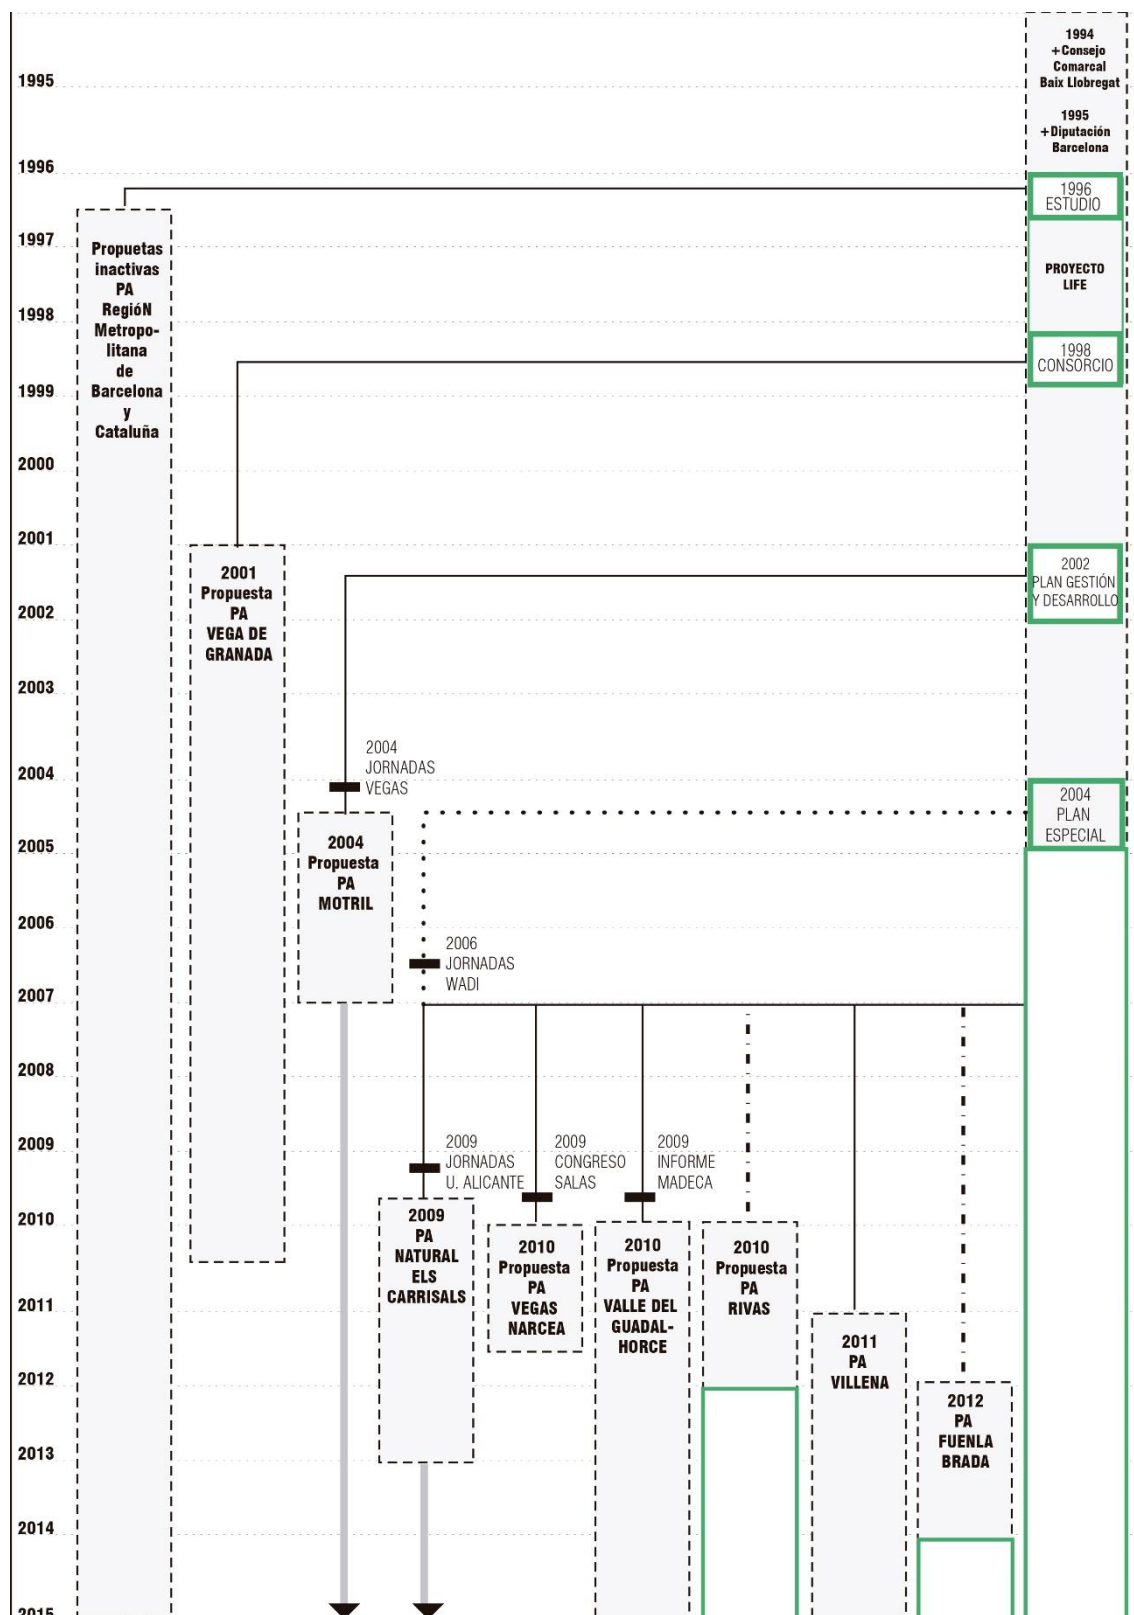 1994
+Consejo
Comarcal
Baix Llobregat
1995
1995
+Diputación
Barcelona
1996
1996
ESTUDIO
1997
Propuetas
inactivas
PA
RegióN
Metropo-
litana
de
Barcelona
y
Cataluña
PROYECTO
LIFE
1998
1998
CONSORCIO
1999
2000
2001
2001
Propuesta
PA
VEGA DE
GRANADA
2002
PLAN GESTIÓN
Y DESARROLLO
2002
2003
2004
JORNADAS
VEGAS
2004
2004
PLAN
ESPECIAL
2004
Propuesta
PA
MOTRIL
2005
2006
2006
JORNADAS
WADI
2007
2008
2009
2009
JORNADAS
U. ALICANTE
2009
CONGRESO
SALAS
2009
INFORME
MADECA
2010
2009
PA
NATURAL
ELS
CARRISALS
2010
Propuesta
PA
VEGAS
NARCEA
2010
Propuesta
PA
VALLE DEL
GUADAL-
HORCE
2010
Propuesta
PA
RIVAS
2011
2011
PA
VILLENA
2012
2012
PA
FUENLA
BRADA
2013
2014
2015